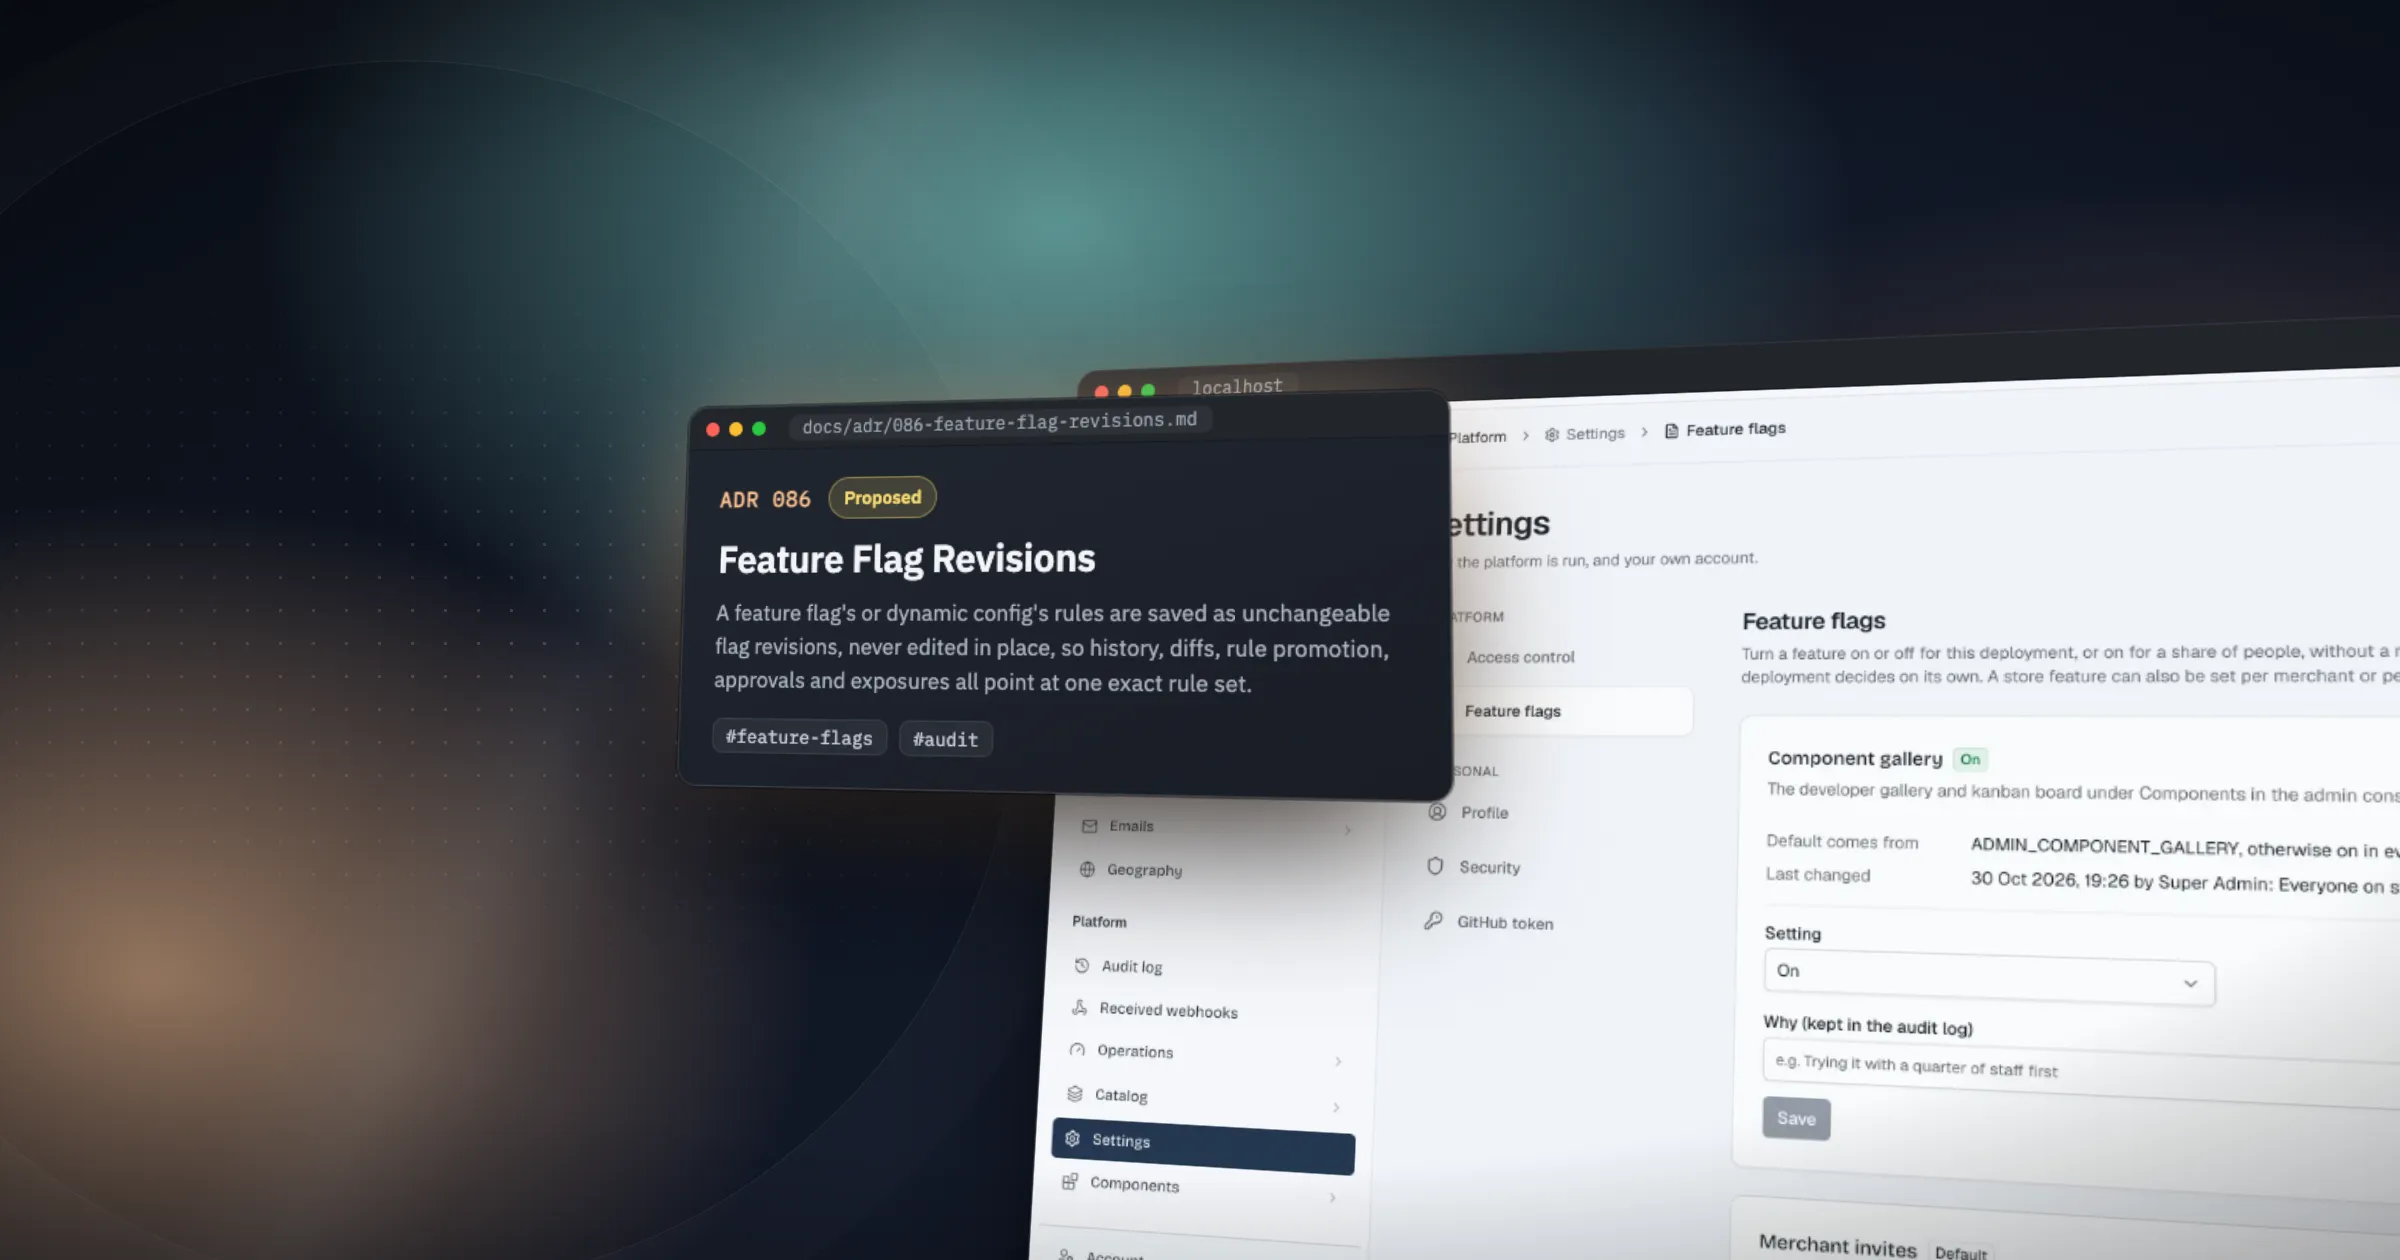 localhost
docs/adr/086-feature-flag-revisions.md
ADR 086 Proposed
Feature Flag Revisions
A feature flag's or dynamic config's rules are saved as unchangeable
flag revisions, never edited in place, so history, diffs, rule promotion,
approvals and exposures all point at one exact rule set.
#feature-flags #audit
Platform > Settings > Feature flags
ettings
the platform is run, and your own account.
ATFORM
Access control
Feature flags
SONAL
Profile
Security
GitHub token
Emails
Geography
Platform
Audit log
Received webhooks
Operations
Catalog
Settings
Components
Feature flags
Turn a feature on or off for this deployment, or on for a share of people, without a
deployment decides on its own. A store feature can also be set per merchant or
Component gallery On
The developer gallery and kanban board under Components in the admin
Default comes from ADMIN_COMPONENT_GALLERY, otherwise on in
Last changed 30 Oct 2026, 19:26 by Super Admin: Everyone on
Setting
On
Why (kept in the audit log)
e.g. Trying it with a quarter of staff first
Save
Merchant invites Default